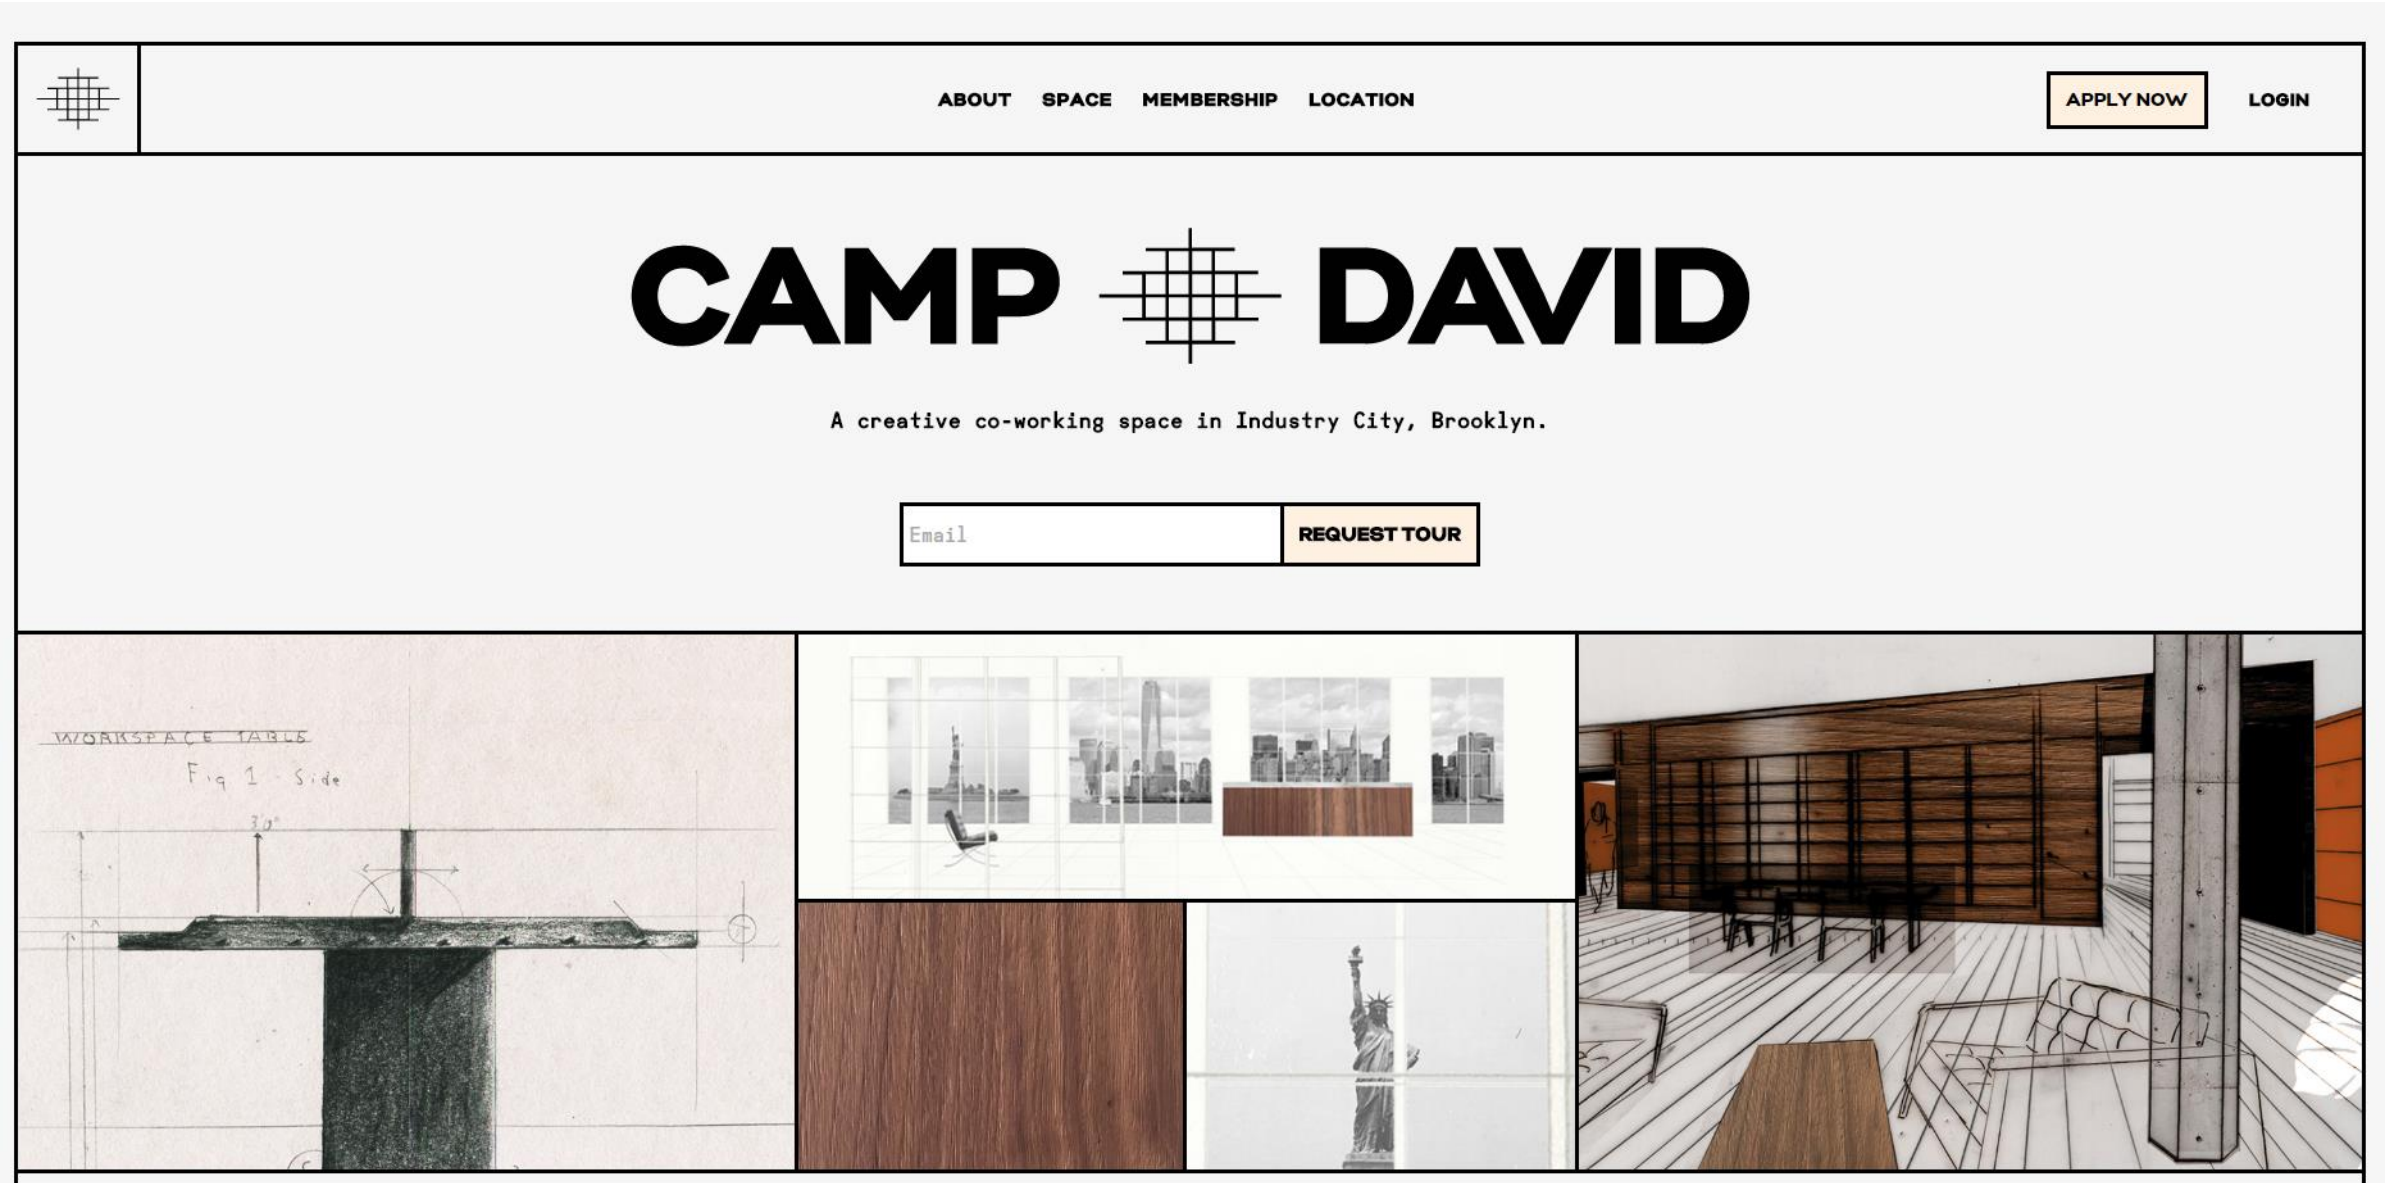 ABOUT SPACE MEMBERSHIP LOCATION APPLY NOW LOGIN
CAMP DAVID
A creative co-working space in Industry City, Brooklyn.
Email REQUEST TOUR
WORKSPACE TABLE
Fig 1 - Side
30"